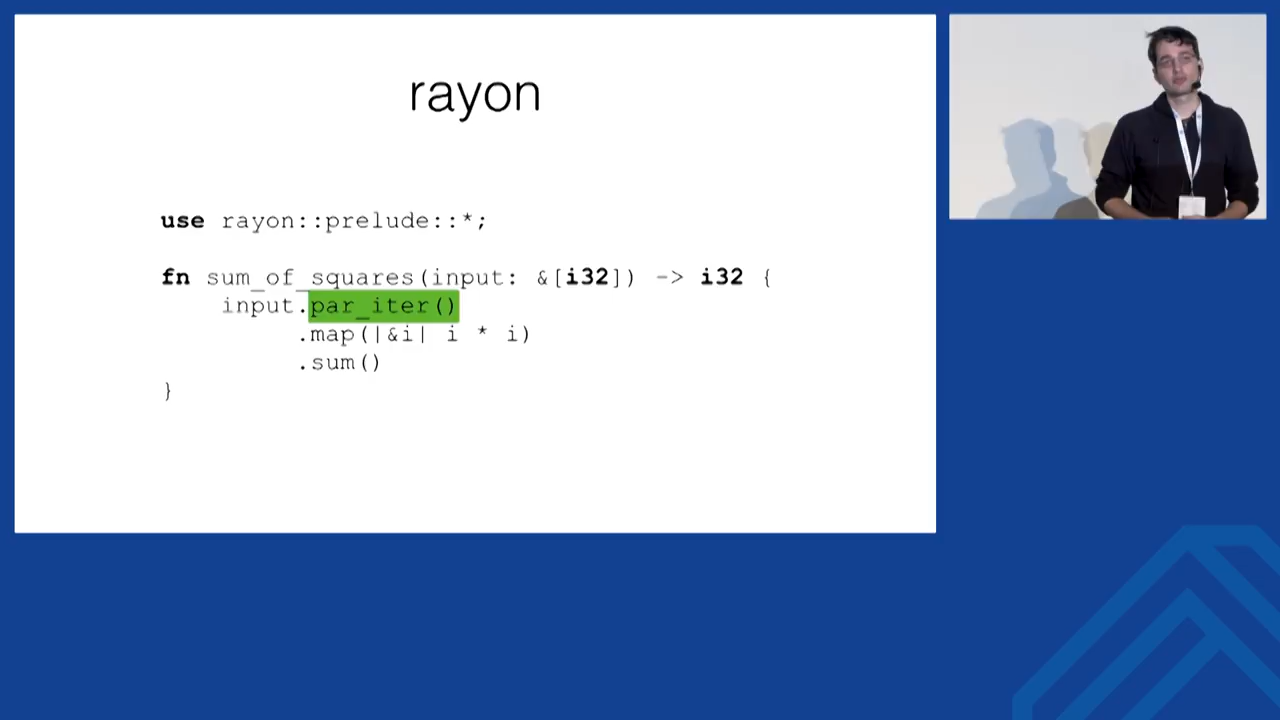 rayon
use rayon::prelude::*;
fn sum_of_squares(input: &[i32]) -> i32 {
input.par_iter()
.map(|&i| i * i)
.sum()
}